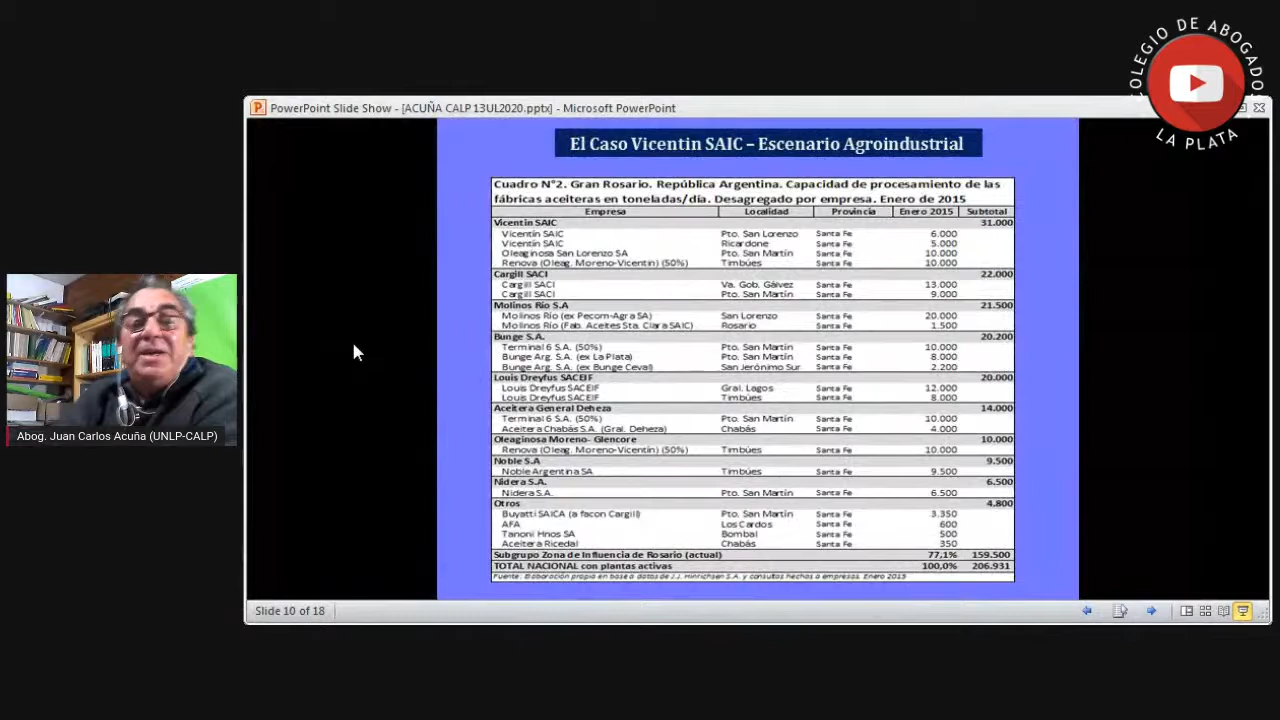 COLEGIO DE ABOGADOS
LA PLATA
PowerPoint Slide Show - [ACUÑA CALP 13UL2020.pptx] - Microsoft PowerPoint
El Caso Vicentin SAIC – Escenario Agroindustrial
Cuadro N°2. Gran Rosario. República Argentina. Capacidad de procesamiento de las
fábricas aceiteras en toneladas/día. Desagregado por empresa. Enero de 2015
Empresa Localidad Provincia Enero 2015 Subtotal
Vicentin SAIC 31.000
Vicentín SAIC Pto. San Lorenzo Santa Fe 6.000
Vicentín SAIC Ricardone Santa Fe 5.000
Oleaginosa San Lorenzo SA Pto. San Martín Santa Fe 10.000
Renova (Oleag. Moreno-Vicentín) (50%) Timbúes Santa Fe 10.000
Cargill SACI 22.000
Cargill SACI Va. Gob. Gálvez Santa Fe 13.000
Cargill SACI Pto. San Martín Santa Fe 9.000
Molinos Río S.A 21.500
Molinos Río (ex Pecom-Agra SA) San Lorenzo Santa Fe 20.000
Molinos Río (Fab. Aceites Sta. Clara SAIC) Rosario Santa Fe 1.500
Bunge S.A. 20.200
Terminal 6 S.A. (50%) Pto. San Martín Santa Fe 10.000
Bunge Arg. S.A. (ex La Plata) Pto. San Martín Santa Fe 8.000
Bunge Arg. S.A. (ex Bunge Ceval) San Jerónimo Sur Santa Fe 2.200
Louis Dreyfus SACEIF 20.000
Louis Dreyfus SACEIF Gral. Lagos Santa Fe 12.000
Louis Dreyfus SACEIF Timbúes Santa Fe 8.000
Aceitera General Deheza 14.000
Terminal 6 S.A. (50%) Pto. San Martín Santa Fe 10.000
Aceitera Chabás S.A. (Gral. Deheza) Chabás Santa Fe 4.000
Oleaginosa Moreno- Glencore 10.000
Renova (Oleag. Moreno-Vicentín) (50%) Timbúes Santa Fe 10.000
Noble S.A 9.500
Noble Argentina SA Timbúes Santa Fe 9.500
Nidera S.A. 6.500
Nidera S.A. Pto. San Martín Santa Fe 6.500
Otros 4.800
Buyatti SAICA (a facon Cargill) Pto. San Martín Santa Fe 3.350
AFA Los Cardos Santa Fe 600
Tanoni Hnos SA Bombal Santa Fe 500
Aceitera Ricedal Chabás Santa Fe 350
Subgrupo Zona de Influencia de Rosario (actual) 77,1% 159.500
TOTAL NACIONAL con plantas activas 100,0% 206.931
Fuente: Elaboración propia en base a datos de J.J. Hinrichsen S.A. y consultas hechas a empresas. Enero 2015
Slide 10 of 18
Abog. Juan Carlos Acuña (UNLP-CALP)